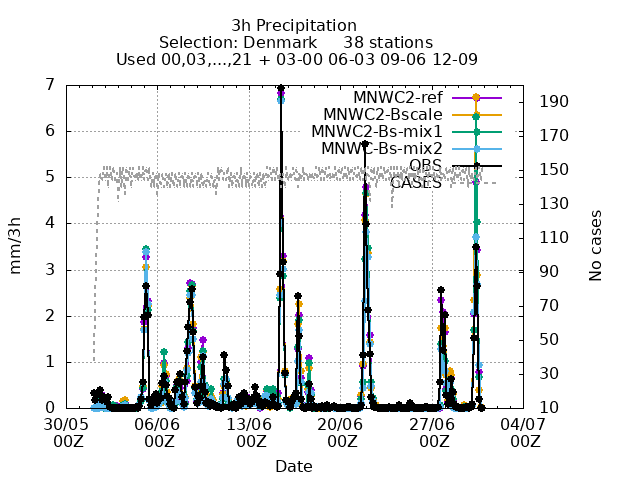 3h Precipitation
Selection: Denmark 38 stations
Used 00,03,...,21 + 03-00 06-03 09-06 12-09
MNWC2-ref
MNWC2-Bscale
MNWC2-Bs-mix1
MNWC2-Bs-mix2
OBS
CASES
mm/3h
7
6
5
4
3
2
1
0
190
170
150
130
110
90
70
50
30
10
No cases
30/05 06/06 13/06 20/06 27/06 04/07
00Z 00Z 00Z 00Z 00Z 00Z
Date